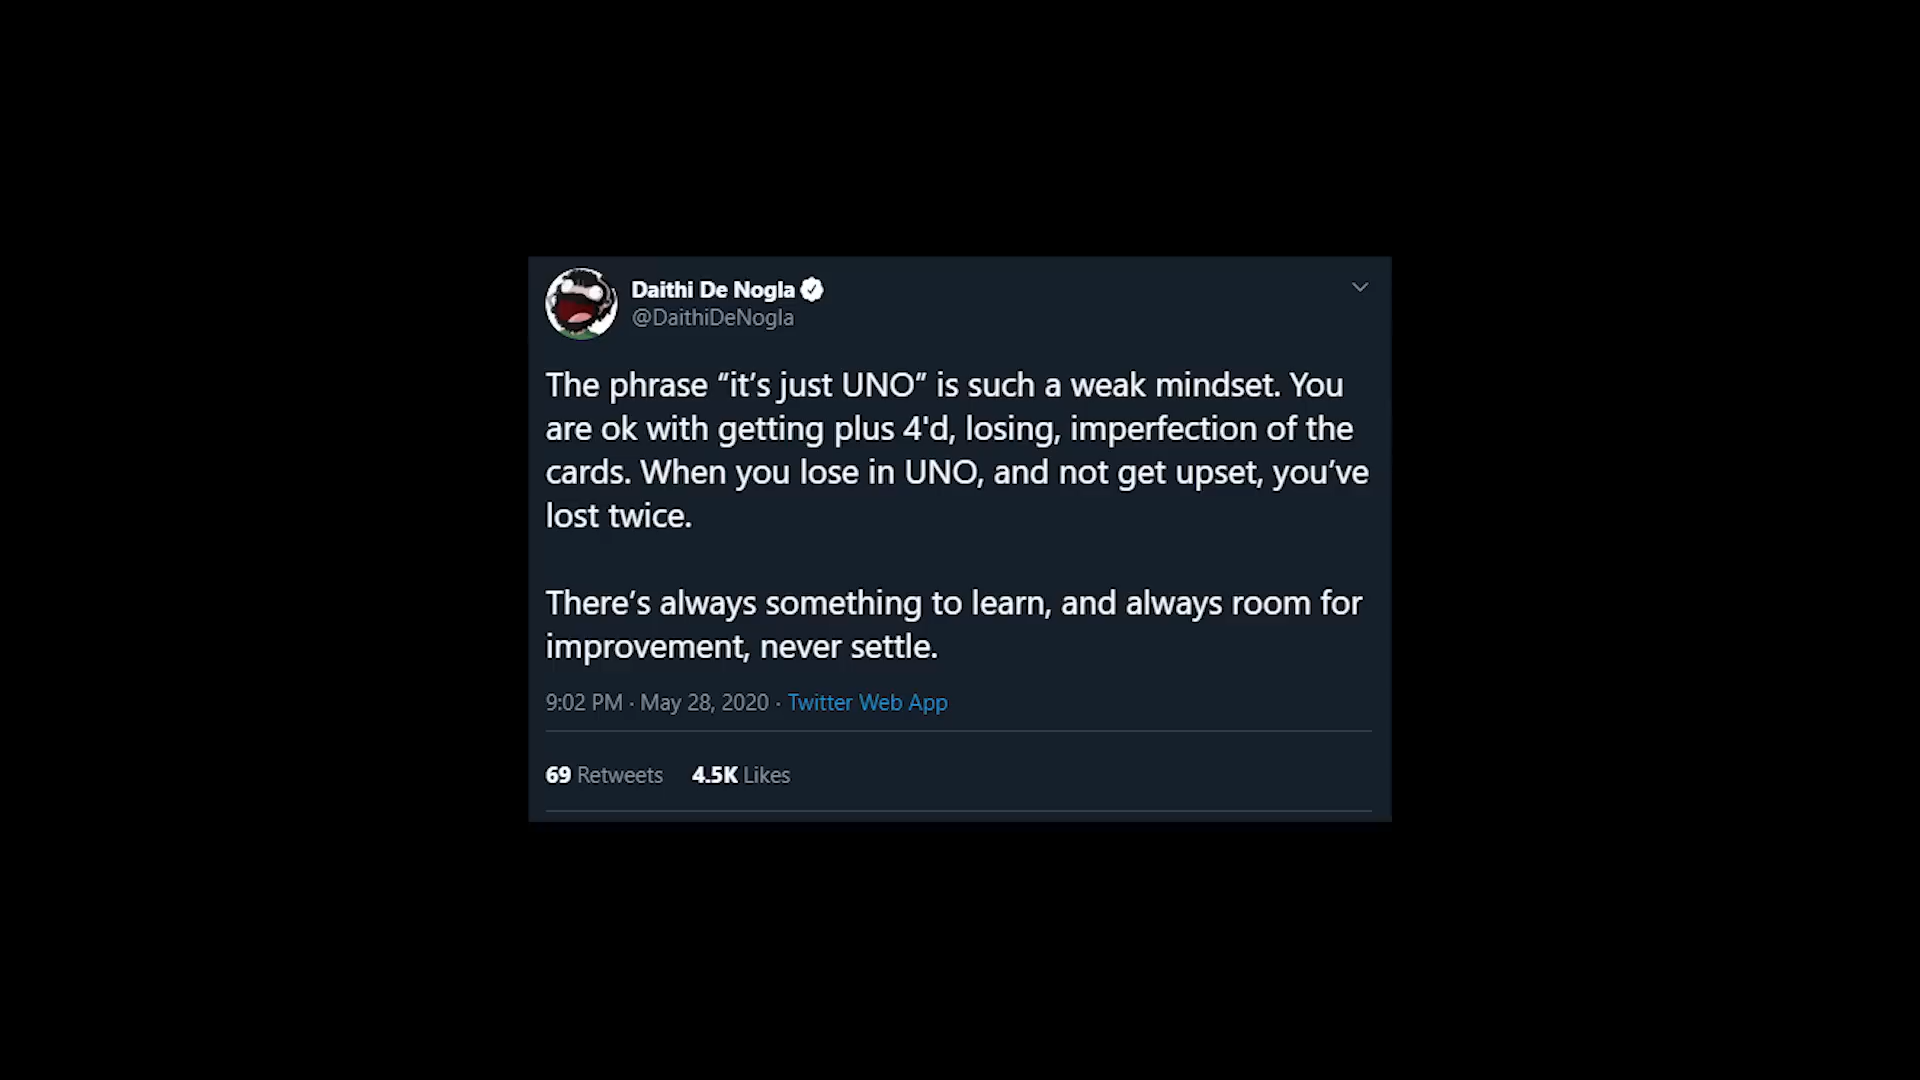 Daithi De Nogla
@DaithiDeNogla
The phrase “it’s just UNO” is such a weak mindset. You
are ok with getting plus 4'd, losing, imperfection of the
cards. When you lose in UNO, and not get upset, you’ve
lost twice.
There’s always something to learn, and always room for
improvement, never settle.
9:02 PM · May 28, 2020 · Twitter Web App
69 Retweets 4.5K Likes